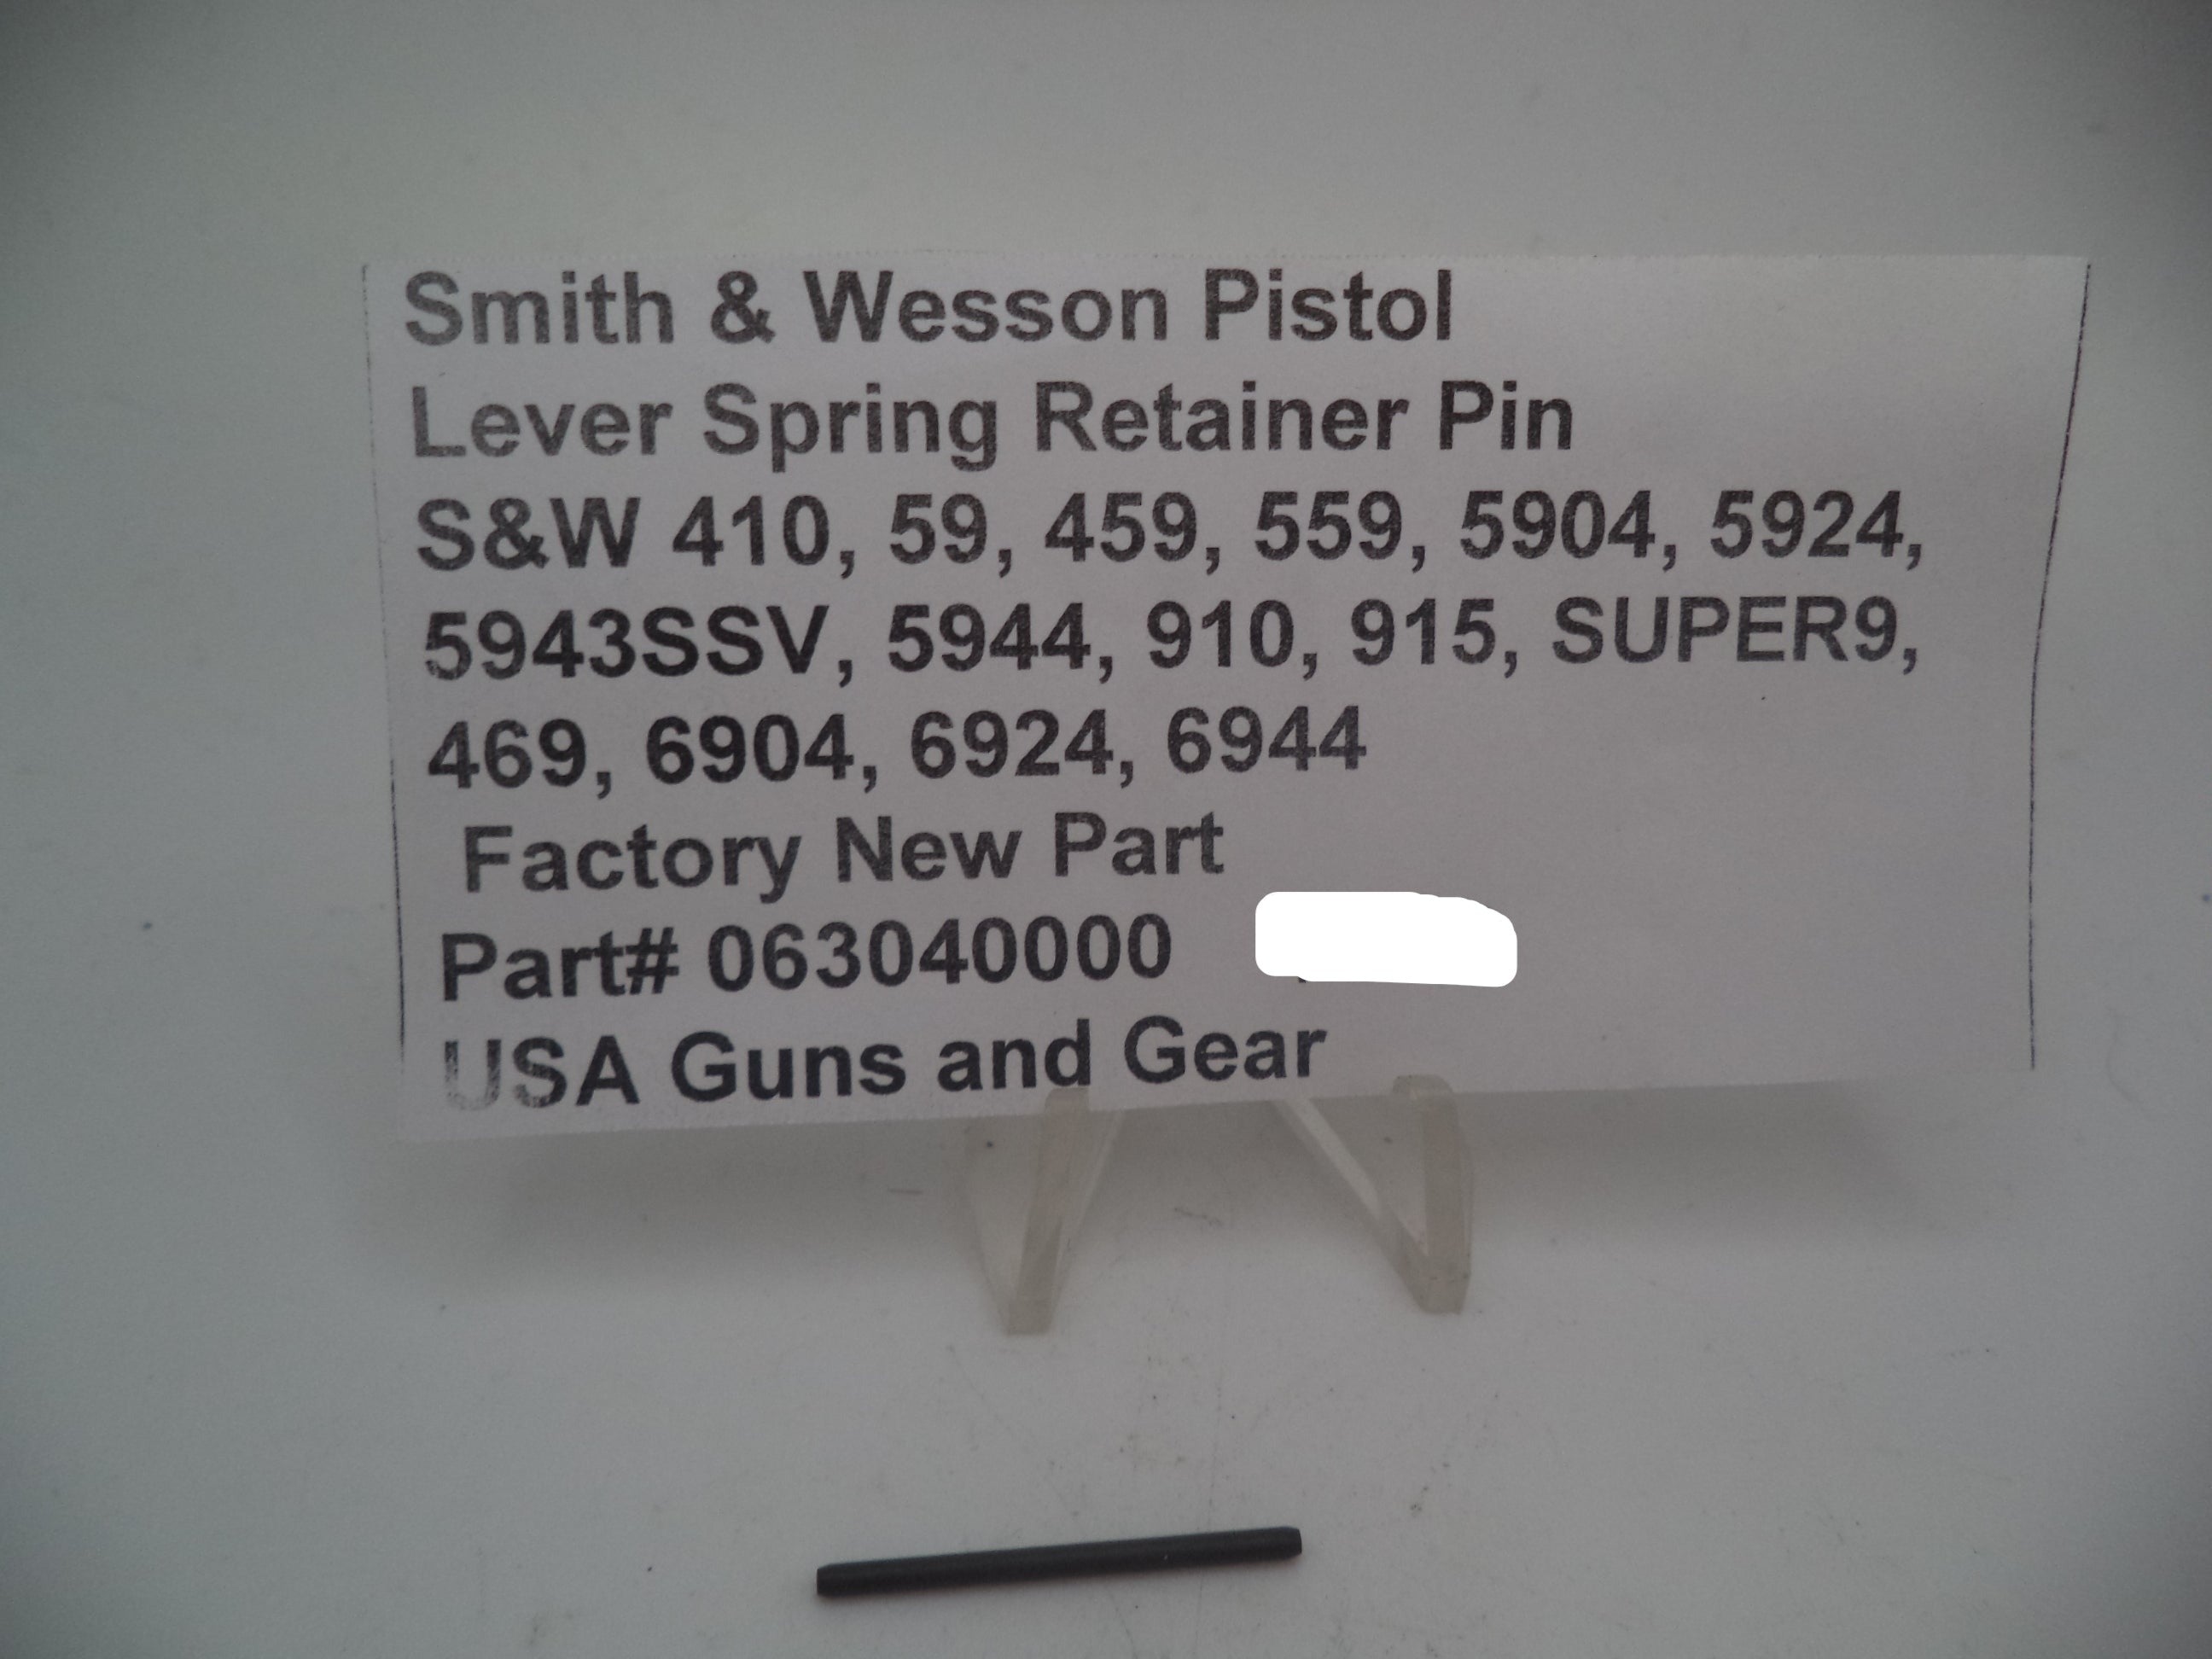 Smith & Wesson Pistol
Lever Spring Retainer Pin
S&W 410, 59, 459, 559, 5904, 5924,
5943SSV, 5944, 910, 915, SUPER9,
469, 6904, 6924, 6944
Factory New Part
Part# 063040000
USA Guns and Gear